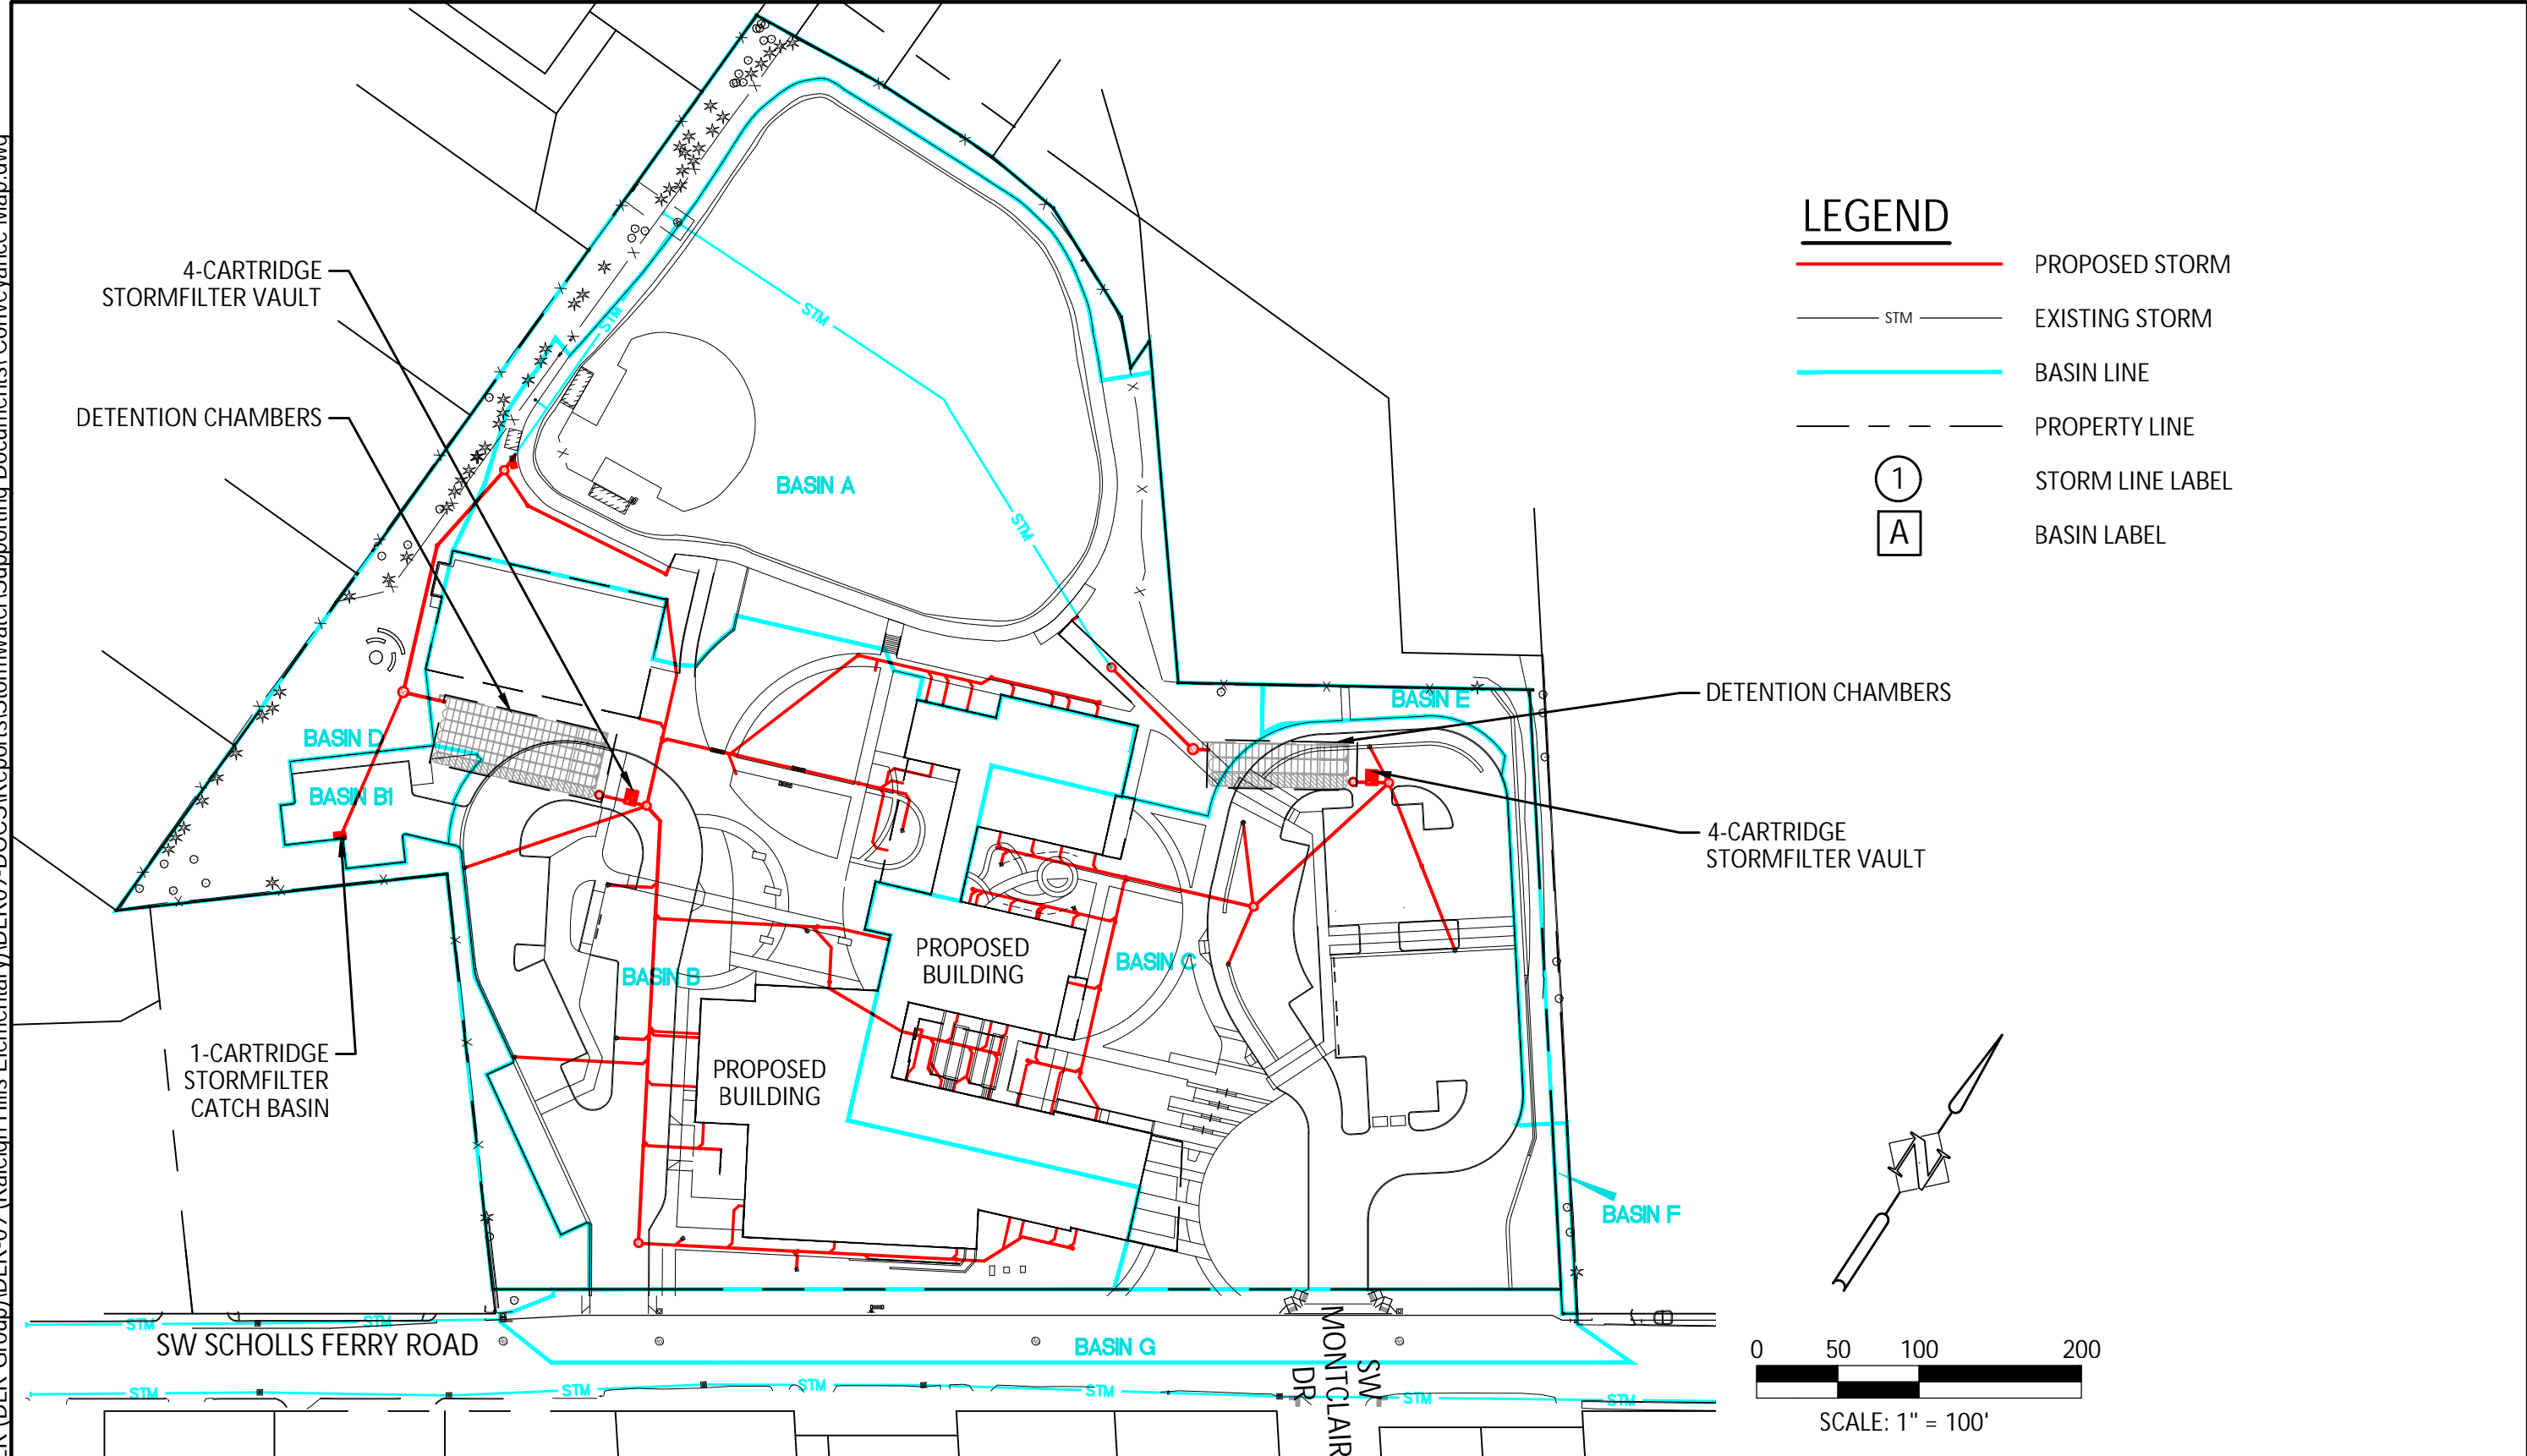 LEGEND
PROPOSED STORM
STM
EXISTING STORM
BASIN LINE
PROPERTY LINE
1
STORM LINE LABEL
A
BASIN LABEL
4-CARTRIDGE
STORMFILTER VAULT
DETENTION CHAMBERS
STM
STM
STM
BASIN A
BASIN D
BASIN B1
BASIN E
DETENTION CHAMBERS
4-CARTRIDGE
STORMFILTER VAULT
PROPOSED
BUILDING
BASIN B
BASIN C
1-CARTRIDGE
STORMFILTER
CATCH BASIN
PROPOSED
BUILDING
N
BASIN F
STM
STM
SW SCHOLLS FERRY ROAD
BASIN G
SW
MONTCLAIR
DR
STM
STM
STM
STM
STM
STM
0 50 100 200
SCALE: 1" = 100'